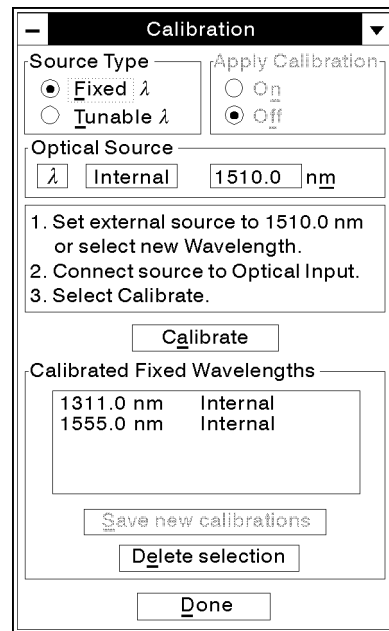 Calibration
Source Type
Fixed λ
Tunable λ
Apply Calibration
On
Off
Optical Source
λ Internal 1510.0 nm
1. Set external source to 1510.0 nm
or select new Wavelength.
2. Connect source to Optical Input.
3. Select Calibrate.
Calibrate
Calibrated Fixed Wavelengths
1311.0 nm Internal
1555.0 nm Internal
Save new calibrations
Delete selection
Done